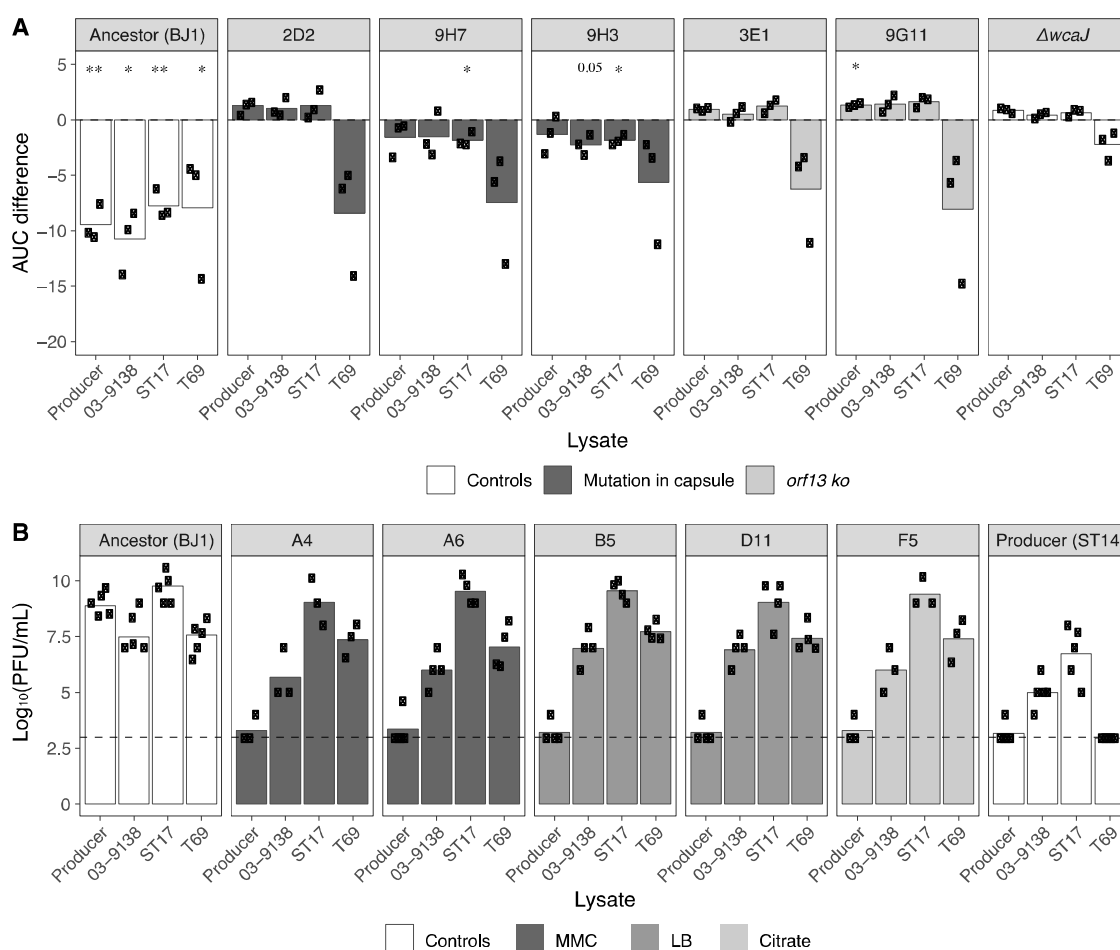 A
Ancestor (BJ1) 2D2 9H7 9H3 3E1 9G11 ΔwcaJ
** * ** * * 0.05 * *
5
0
−5
−10
−15
−20
AUC difference
Producer 03−9138 ST17 T69 Producer 03−9138 ST17 T69 Producer 03−9138 ST17 T69 Producer 03−9138 ST17 T69 Producer 03−9138 ST17 T69 Producer 03−9138 ST17 T69 Producer 03−9138 ST17 T69
Lysate
Controls Mutation in capsule orf13 ko
B
Ancestor (BJ1) A4 A6 B5 D11 F5 Producer (ST14
10
7.5
5
2.5
0
Log₁₀(PFU/mL)
Producer 03−9138 ST17 T69 Producer 03−9138 ST17 T69 Producer 03−9138 ST17 T69 Producer 03−9138 ST17 T69 Producer 03−9138 ST17 T69 Producer 03−9138 ST17 T69 Producer 03−9138 ST17 T69
Lysate
Controls MMC LB Citrate